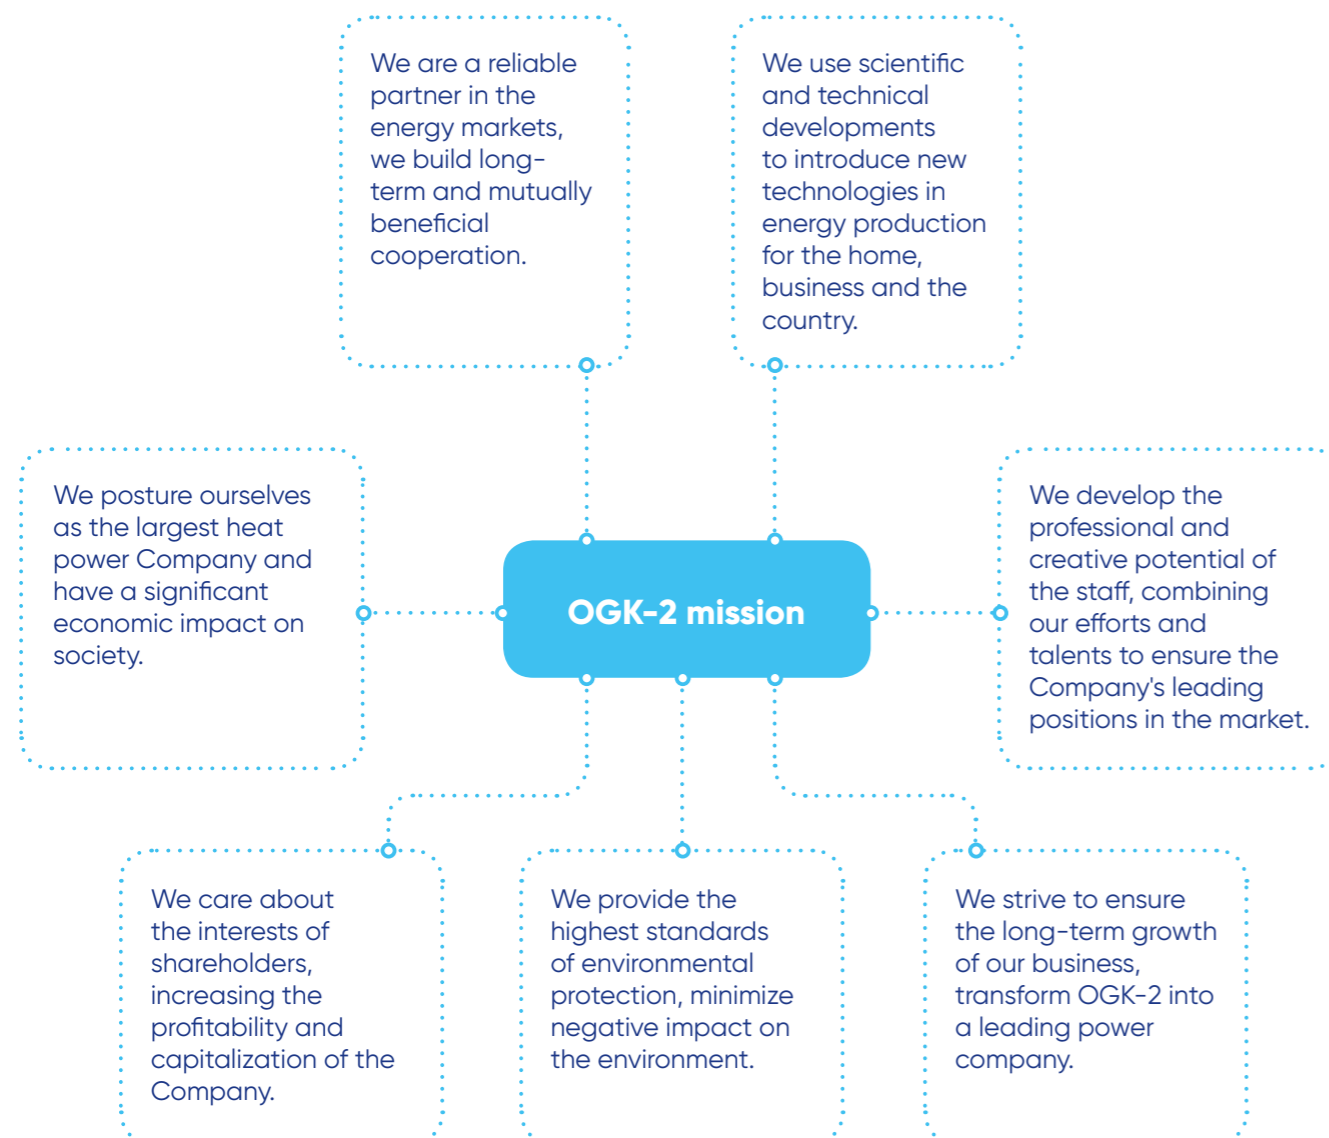 We are a reliable
partner in the
energy markets,
we build long-
term and mutually
beneficial
cooperation.
We use scientific
and technical
developments
to introduce new
technologies in
energy production
for the home,
business and the
country.
We posture ourselves
as the largest heat
power Company and
have a significant
economic impact on
society.
OGK-2 mission
We develop the
professional and
creative potential of
the staff, combining
our efforts and
talents to ensure the
Company's leading
positions in the market.
We care about
the interests of
shareholders,
increasing the
profitability and
capitalization of the
Company.
We provide the
highest standards
of environmental
protection, minimize
negative impact on
the environment.
We strive to ensure
the long-term growth
of our business,
transform OGK-2 into
a leading power
company.